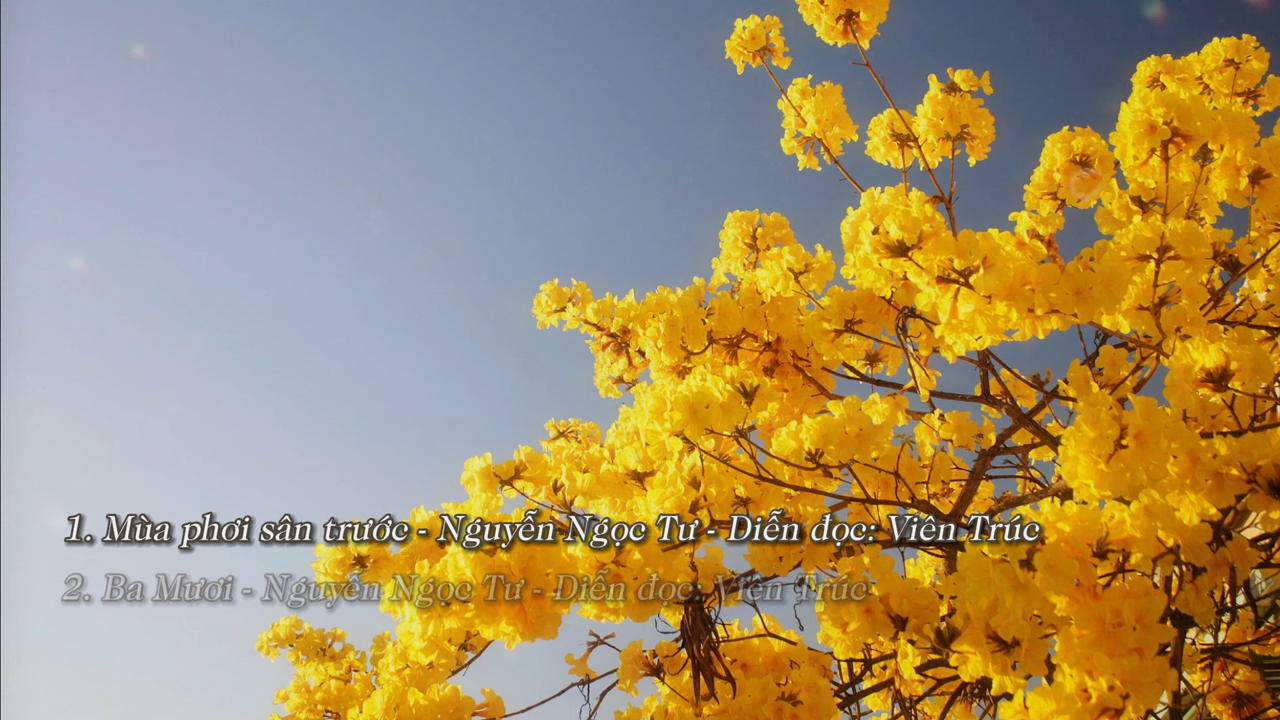 1. Mùa phơi sân trước - Nguyễn Ngọc Tư - Diễn đọc: Viên Trúc
2. Ba Mươi - Nguyễn Ngọc Tư - Diễn đọc: Viên Trúc